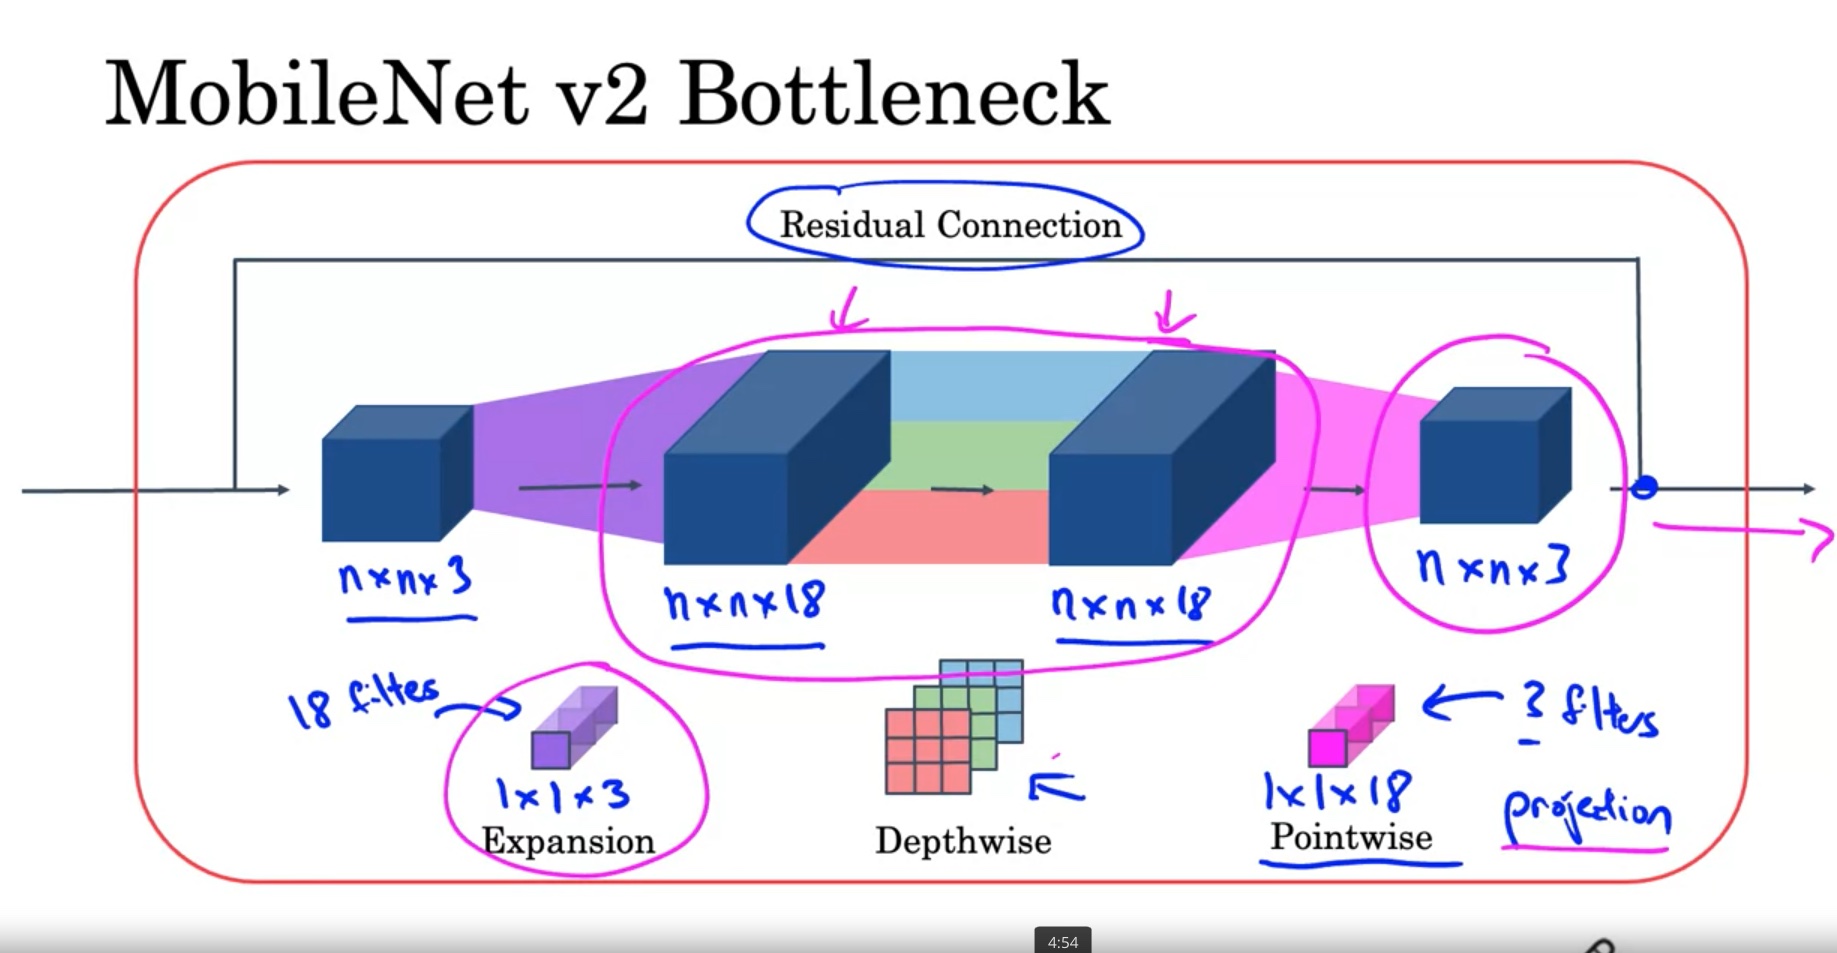 MobileNet v2 Bottleneck
Residual Connection
n×n×3
n×n×18
n×n×18
n×n×3
18 filtes
1×1×3
Expansion
Depthwise
1×1×18
Pointwise
3 filters
projection
4:54